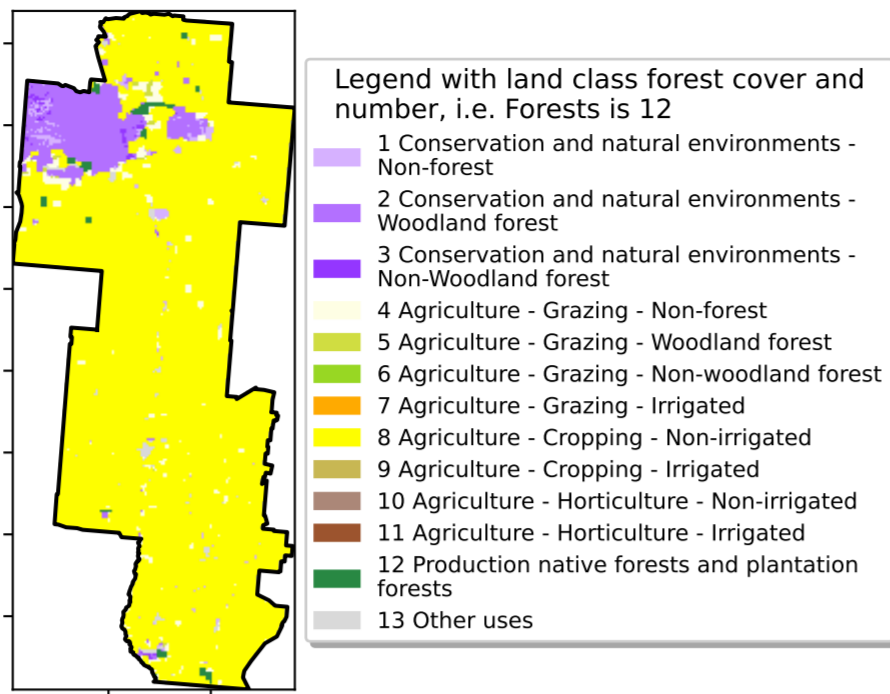 Legend with land class forest cover and
number, i.e. Forests is 12
1 Conservation and natural environments -
Non-forest
2 Conservation and natural environments -
Woodland forest
3 Conservation and natural environments -
Non-Woodland forest
4 Agriculture - Grazing - Non-forest
5 Agriculture - Grazing - Woodland forest
6 Agriculture - Grazing - Non-woodland forest
7 Agriculture - Grazing - Irrigated
8 Agriculture - Cropping - Non-irrigated
9 Agriculture - Cropping - Irrigated
10 Agriculture - Horticulture - Non-irrigated
11 Agriculture - Horticulture - Irrigated
12 Production native forests and plantation
forests
13 Other uses